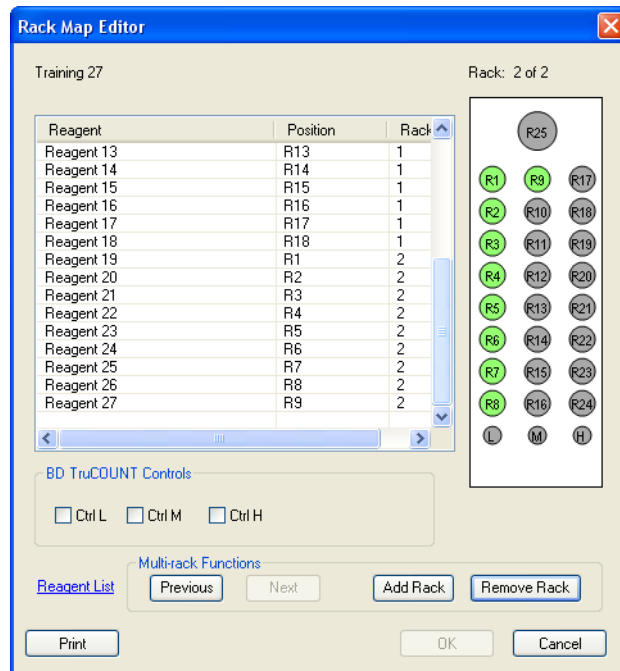 Rack Map Editor
Training 27
Rack: 2 of 2
Reagent Position Rack
Reagent 13 R13 1
Reagent 14 R14 1
Reagent 15 R15 1
Reagent 16 R16 1
Reagent 17 R17 1
Reagent 18 R18 1
Reagent 19 R1 2
Reagent 20 R2 2
Reagent 21 R3 2
Reagent 22 R4 2
Reagent 23 R5 2
Reagent 24 R6 2
Reagent 25 R7 2
Reagent 26 R8 2
Reagent 27 R9 2
R25
R1 R9 R17
R2 R10 R18
R3 R11 R19
R4 R12 R20
R5 R13 R21
R6 R14 R22
R7 R15 R23
R8 R16 R24
L M H
BD TruCOUNT Controls
Ctrl L Ctrl M Ctrl H
Multi-rack Functions
Reagent List Previous Next Add Rack Remove Rack
Print OK Cancel